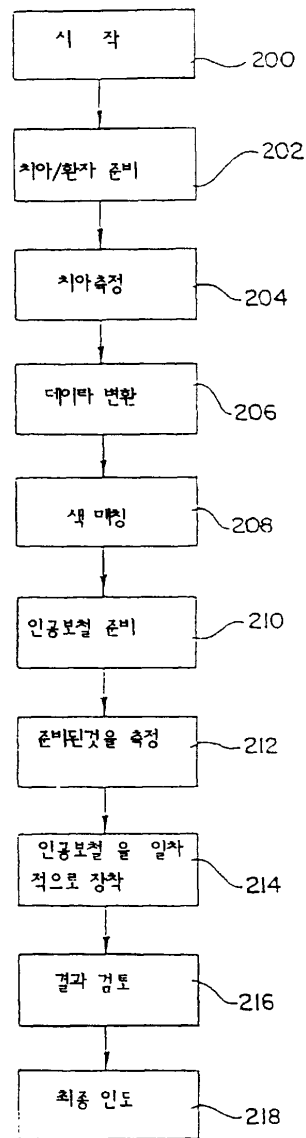 시 작
200
치아/환자 준비
202
치아측정
204
데이타 변환
206
색 매칭
208
인공보철 준비
210
준비된것을 측정
212
인공보철 을 일차
적으로 장착
214
결과 검토
216
최종 인도
218